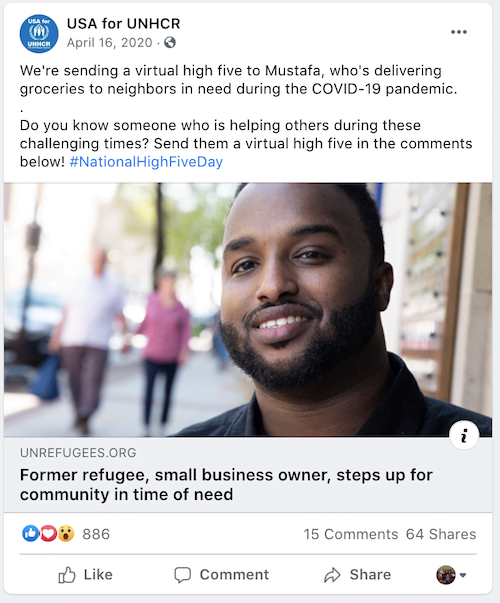 USA for
UNHCR
USA for UNHCR
April 16, 2020 ·
We're sending a virtual high five to Mustafa, who's delivering
groceries to neighbors in need during the COVID-19 pandemic.
.
Do you know someone who is helping others during these
challenging times? Send them a virtual high five in the comments
below! #NationalHighFiveDay
i
UNREFUGEES.ORG
Former refugee, small business owner, steps up for
community in time of need
886 15 Comments 64 Shares
Like Comment Share